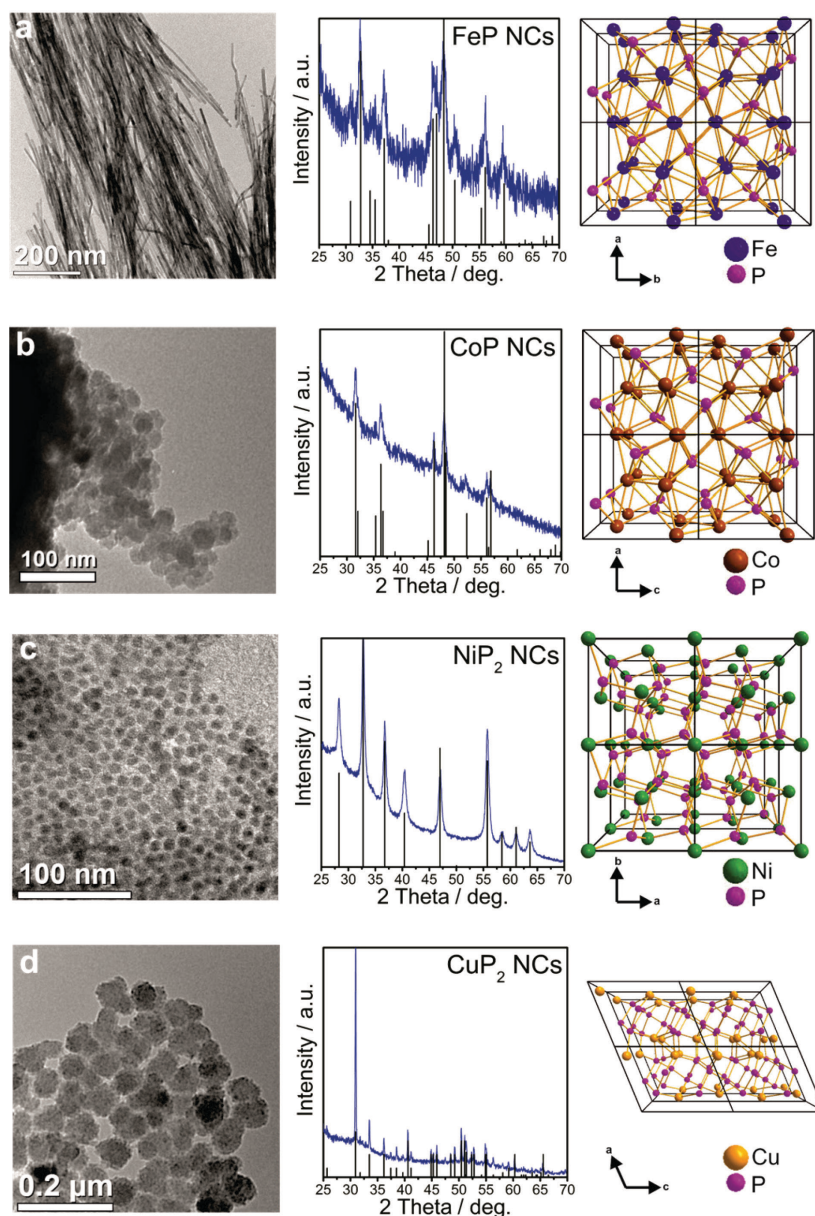 a
200 nm
FeP NCs
Intensity / a.u.
25 30 35 40 45 50 55 60 65 70
2 Theta / deg.
a
b
Fe
P
b
100 nm
CoP NCs
Intensity / a.u.
25 30 35 40 45 50 55 60 65 70
2 Theta / deg.
a
c
Co
P
c
100 nm
NiP₂ NCs
Intensity / a.u.
25 30 35 40 45 50 55 60 65 70
2 Theta / deg.
b
a
Ni
P
d
0.2 µm
CuP₂ NCs
Intensity / a.u.
25 30 35 40 45 50 55 60 65 70
2 Theta / deg.
a
c
Cu
P